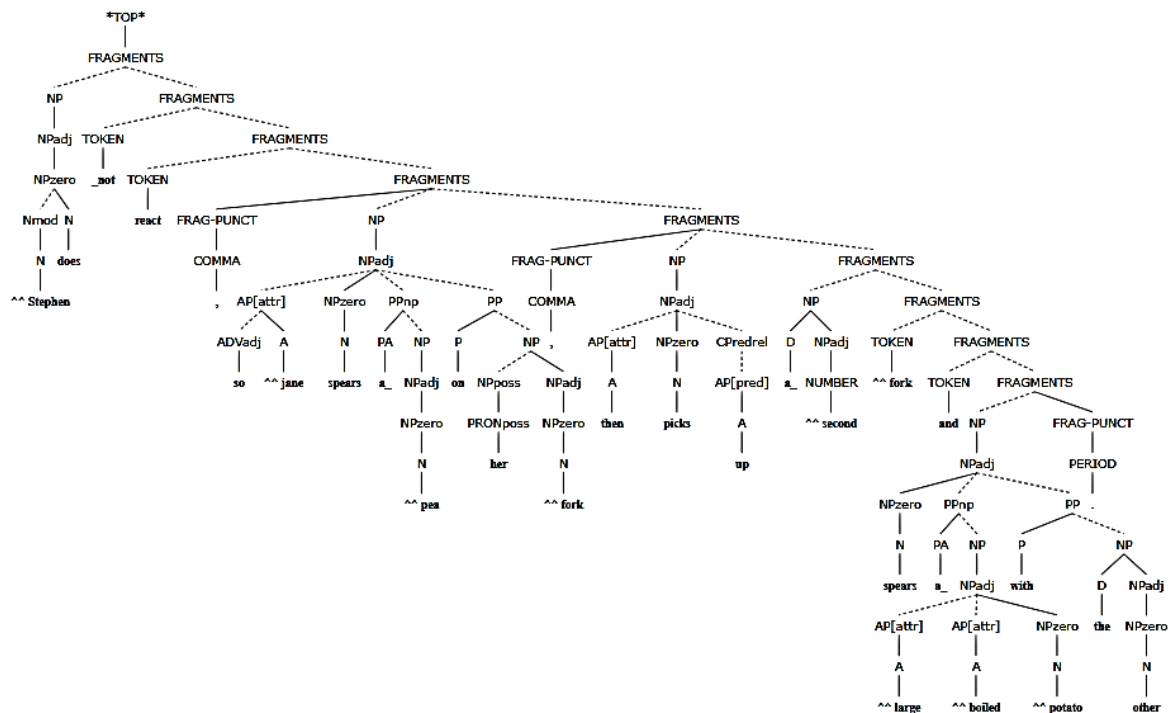 *TOP*
FRAGMENTS
NP FRAGMENTS
NPadj TOKEN FRAGMENTS
NPzero _not TOKEN FRAGMENTS
Nmod N react FRAG-PUNCT NP FRAGMENTS
N does COMMA NPadj FRAG-PUNCT NP FRAGMENTS
^^ Stephen , AP[attr] NPzero PPnp PP COMMA NPadj NP FRAGMENTS
ADVadj A N PA NP P NP , AP[attr] NPzero CPredrel D NPadj TOKEN FRAGMENTS
so ^^ jane spears a_ NPadj on NPposs NPadj A N AP[pred] a_ NUMBER ^^ fork TOKEN FRAGMENTS
NPzero PRONposs NPzero then picks A ^^ second and NP FRAG-PUNCT
N her N up NPadj PERIOD
^^ pea ^^ fork NPzero PPnp PP .
N PA NP P NP
spears a_ NPadj with D NPadj
AP[attr] AP[attr] NPzero the NPzero
A A N N
^^ large ^^ boiled ^^ potato other